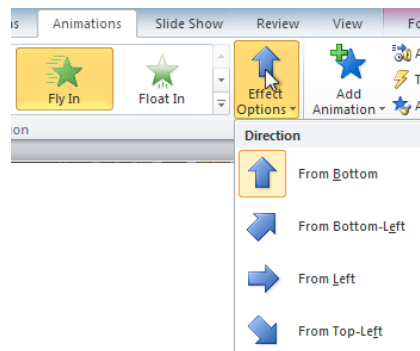 Animations Slide Show Review View
Fly In Float In Effect Options Add Animation
Direction
From Bottom
From Bottom-Left
From Left
From Top-Left